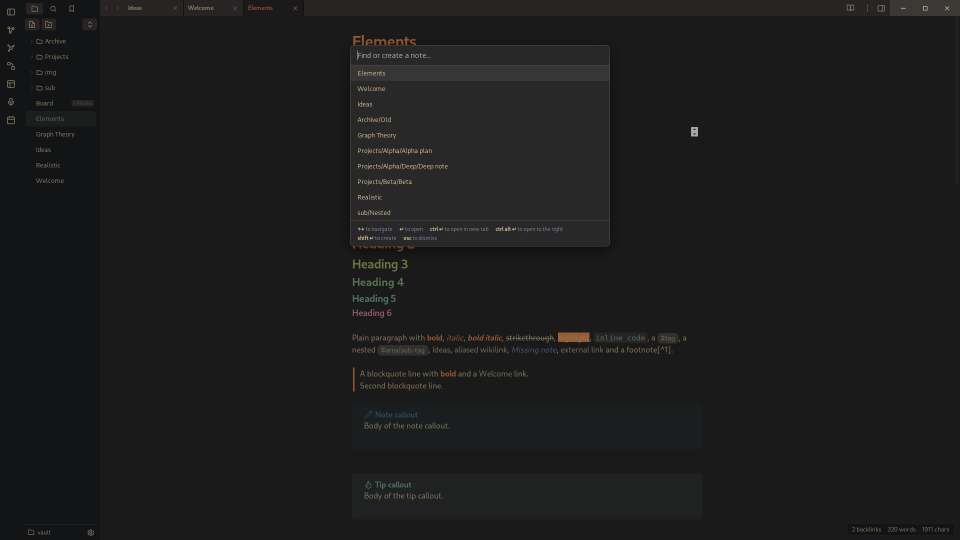 Ideas
Welcome
Elements
Archive
Projects
img
sub
Board
Elements
Graph Theory
Ideas
Realistic
Welcome
vault
Elements
Find or create a note...
Elements
Welcome
Ideas
Archive/Old
Graph Theory
Projects/Alpha/Alpha plan
Projects/Alpha/Deep/Deep note
Projects/Beta/Beta
Realistic
sub/Nested
↑↓ to navigate ↵ to open ctrl ↵ to open in new tab ctrl alt ↵ to open to the right
shift ↵ to create esc to dismiss
Heading 2
Heading 3
Heading 4
Heading 5
Heading 6
Plain paragraph with bold, italic, bold italic, strikethrough, highlight, inline code, a #tag, a
nested #area/sub-tag, Ideas, aliased wikilink, Missing note, external link and a footnote[^1].
A blockquote line with bold and a Welcome link.
Second blockquote line.
Note callout
Body of the note callout.
Tip callout
Body of the tip callout.
2 backlinks 320 words 1911 chars